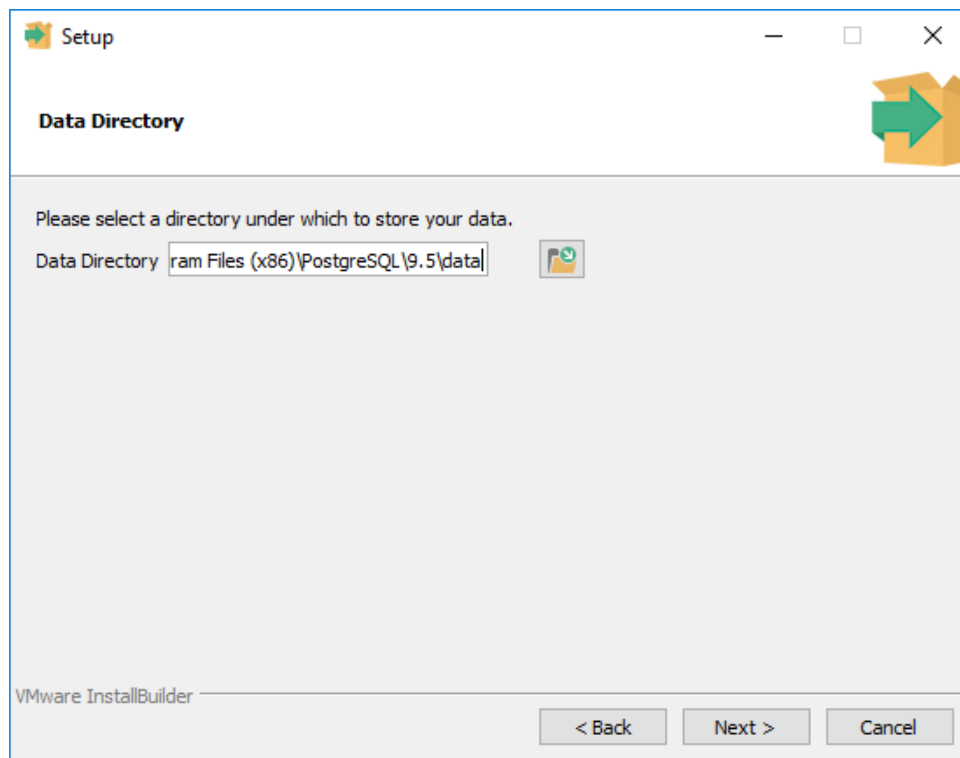 Setup
Data Directory
Please select a directory under which to store your data.
Data Directory ram Files (x86)\PostgreSQL\9.5\data
VMware InstallBuilder
< Back Next > Cancel